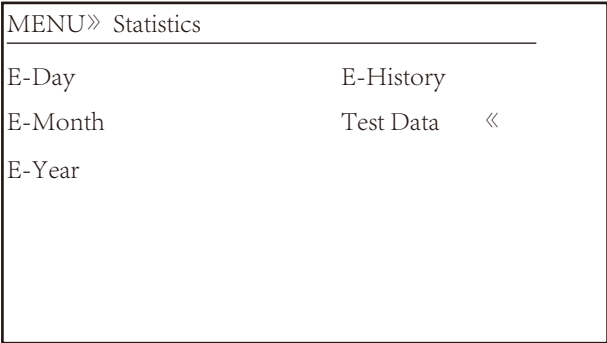 MENU》 Statistics
E-Day E-History
E-Month Test Data 《
E-Year